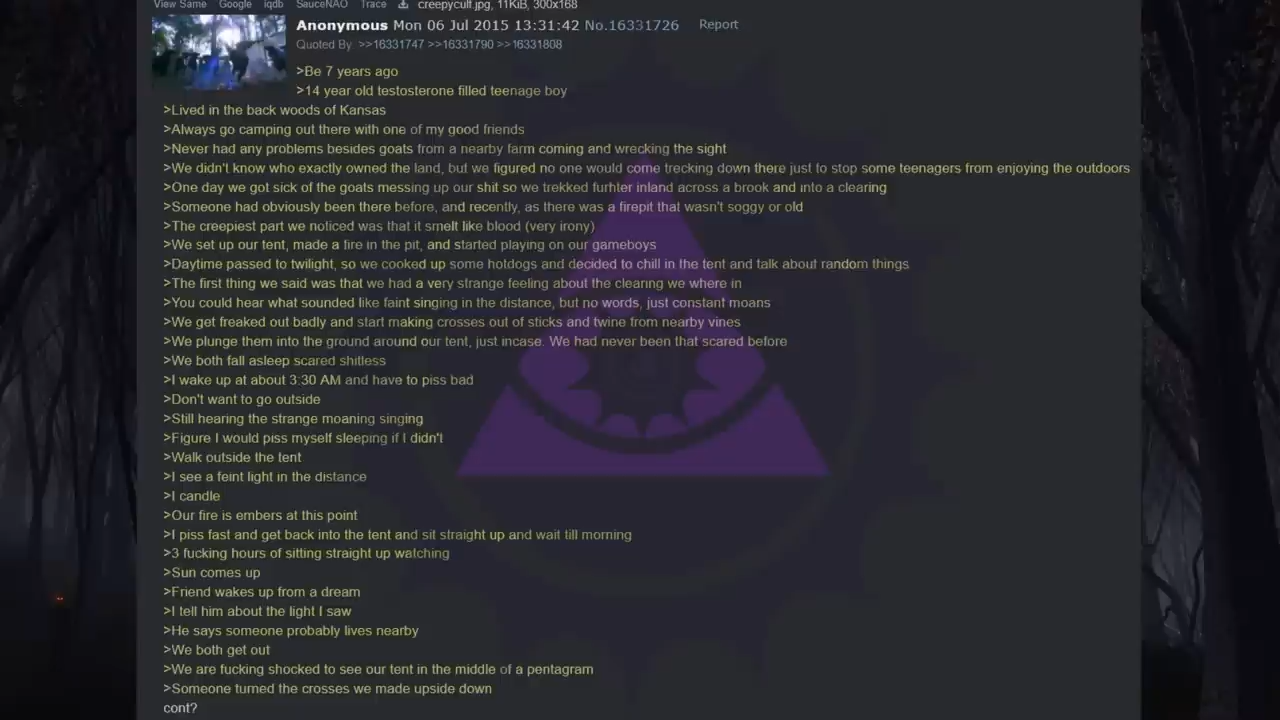 View Same Google iqdb SauceNAO Trace creepycult.jpg, 11KiB, 300x168
Anonymous Mon 06 Jul 2015 13:31:42 No.16331726 Report
Quoted By: >>16331747 >>16331790 >>16331808
>Be 7 years ago
>14 year old testosterone filled teenage boy
>Lived in the back woods of Kansas
>Always go camping out there with one of my good friends
>Never had any problems besides goats from a nearby farm coming and wrecking the sight
>We didn't know who exactly owned the land, but we figured no one would come trecking down there just to stop some teenagers from enjoying the outdoors
>One day we got sick of the goats messing up our shit so we trekked furhter inland across a brook and into a clearing
>Someone had obviously been there before, and recently, as there was a firepit that wasn't soggy or old
>The creepiest part we noticed was that it smelt like blood (very irony)
>We set up our tent, made a fire in the pit, and started playing on our gameboys
>Daytime passed to twilight, so we cooked up some hotdogs and decided to chill in the tent and talk about random things
>The first thing we said was that we had a very strange feeling about the clearing we where in
>You could hear what sounded like faint singing in the distance, but no words, just constant moans
>We get freaked out badly and start making crosses out of sticks and twine from nearby vines
>We plunge them into the ground around our tent, just incase. We had never been that scared before
>We both fall asleep scared shitless
>I wake up at about 3:30 AM and have to piss bad
>Don't want to go outside
>Still hearing the strange moaning singing
>Figure I would piss myself sleeping if I didn't
>Walk outside the tent
>I see a feint light in the distance
>I candle
>Our fire is embers at this point
>I piss fast and get back into the tent and sit straight up and wait till morning
>3 fucking hours of sitting straight up watching
>Sun comes up
>Friend wakes up from a dream
>I tell him about the light I saw
>He says someone probably lives nearby
>We both get out
>We are fucking shocked to see our tent in the middle of a pentagram
>Someone turned the crosses we made upside down
cont?